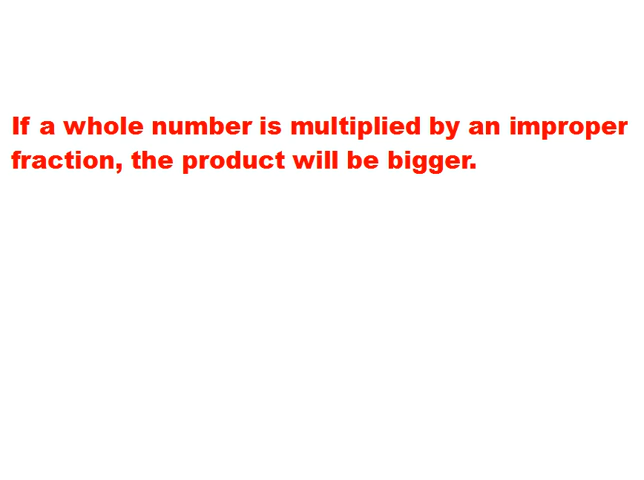 If a whole number is multiplied by an improper
fraction, the product will be bigger.